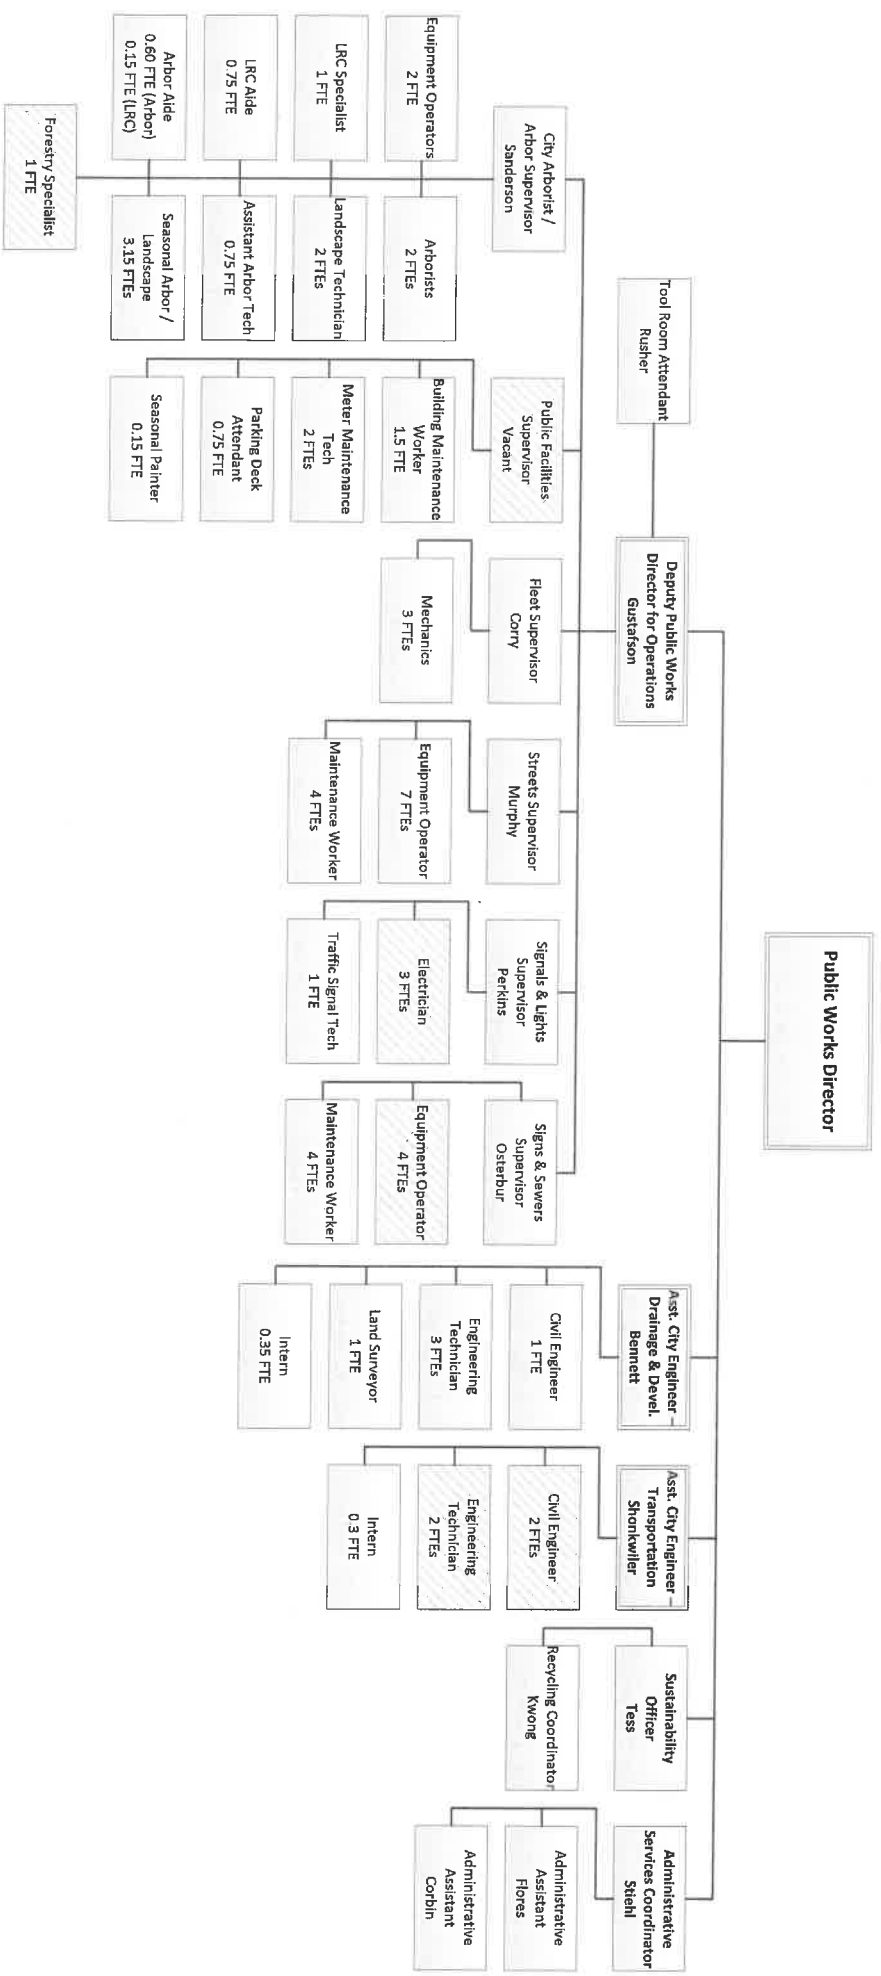 Public Works Director
Tool Room Attendant
Rusher
Deputy Public Works
Director for Operations
Gustafson
Asst. City Engineer –
Drainage & Devel.
Bennett
Asst. City Engineer –
Transportation
Shonkwiler
Sustainability
Officer
Tess
Administrative
Services Coordinator
Stiehl
City Arborist /
Arbor Supervisor
Sanderson
Public Facilities
Supervisor
Vacant
Fleet Supervisor
Corry
Streets Supervisor
Murphy
Signals & Lights
Supervisor
Perkins
Signs & Sewers
Supervisor
Osterbur
Equipment Operators
2 FTE
Arborists
2 FTEs
LRC Specialist
1 FTE
Landscape Technician
2 FTEs
LRC Aide
0.75 FTE
Assistant Arbor Tech
0.75 FTE
Arbor Aide
0.60 FTE (Arbor)
0.15 FTE (LRC)
Seasonal Arbor /
Landscape
3.15 FTEs
Forestry Specialist
1 FTE
Building Maintenance
Worker
1.5 FTE
Meter Maintenance
Tech
2 FTEs
Parking Deck
Attendant
0.75 FTE
Seasonal Painter
0.15 FTE
Mechanics
3 FTEs
Equipment Operator
7 FTEs
Maintenance Worker
4 FTEs
Electrician
3 FTEs
Traffic Signal Tech
1 FTE
Equipment Operator
4 FTEs
Maintenance Worker
4 FTEs
Civil Engineer
1 FTE
Engineering
Technician
3 FTEs
Land Surveyor
1 FTE
Intern
0.35 FTE
Civil Engineer
2 FTEs
Engineering
Technician
2 FTEs
Intern
0.3 FTE
Recycling Coordinator
Kwong
Administrative
Assistant
Flores
Administrative
Assistant
Corbin